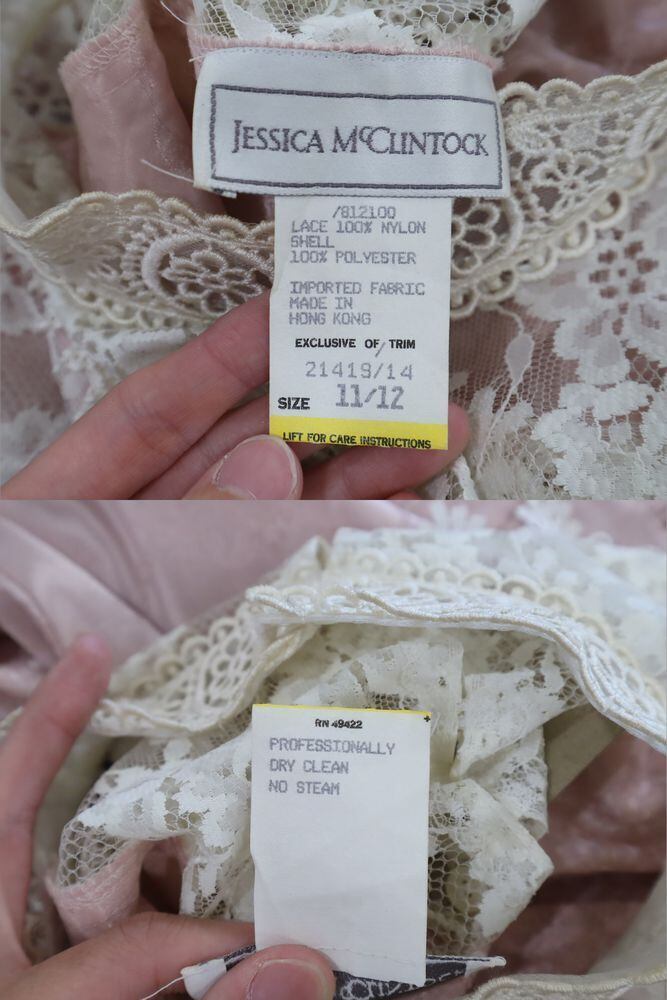 JESSICA McCLINTOCK
/812100
LACE 100% NYLON
SHELL
100% POLYESTER
IMPORTED FABRIC
MADE IN
HONG KONG
EXCLUSIVE OF TRIM
21419/14
SIZE 11/12
LIFT FOR CARE INSTRUCTIONS
RN 49422
PROFESSIONALLY
DRY CLEAN
NO STEAM